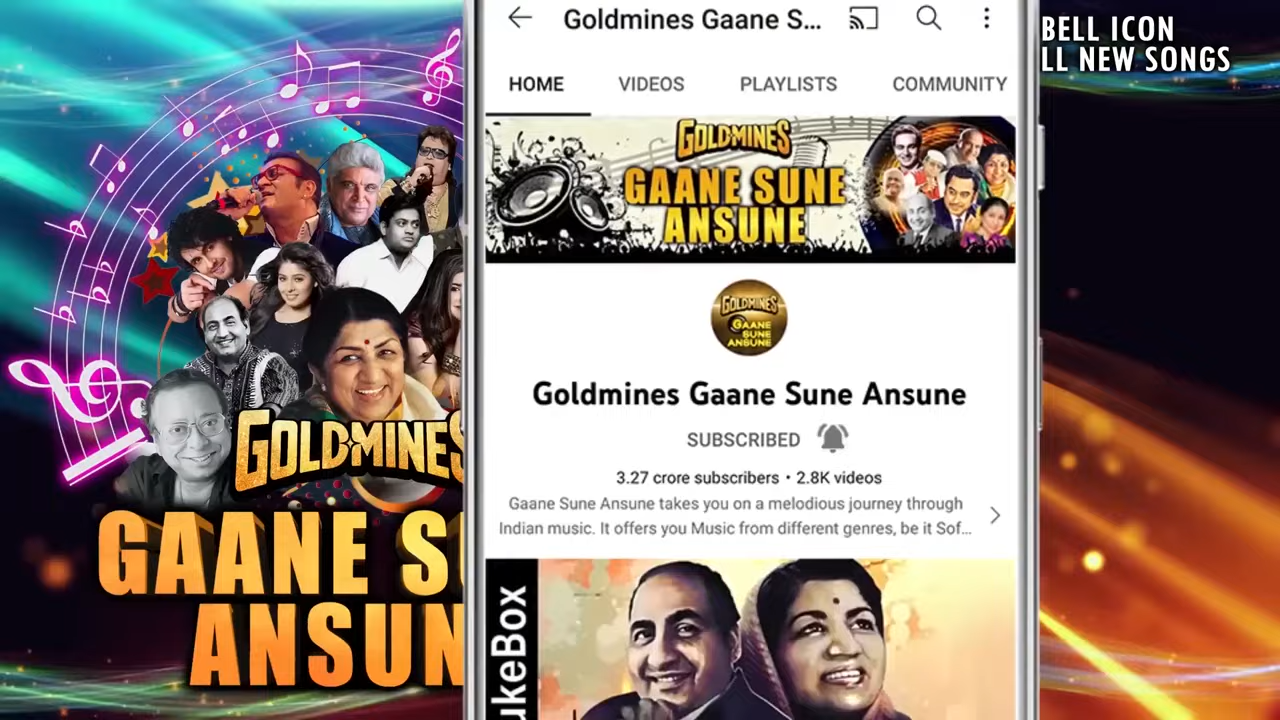 BELL ICON
LL NEW SONGS
Goldmines Gaane S...
HOME VIDEOS PLAYLISTS COMMUNITY
GOLDMINES
GAANE SUNE
ANSUNE
GOLDMINES
GAANE
SUNE
ANSUNE
Goldmines Gaane Sune Ansune
SUBSCRIBED
3.27 crore subscribers • 2.8K videos
Gaane Sune Ansune takes you on a melodious journey through
Indian music. It offers you Music from different genres, be it Sof...
ukeBox
GOLDMINES
GAANE SU
ANSUN